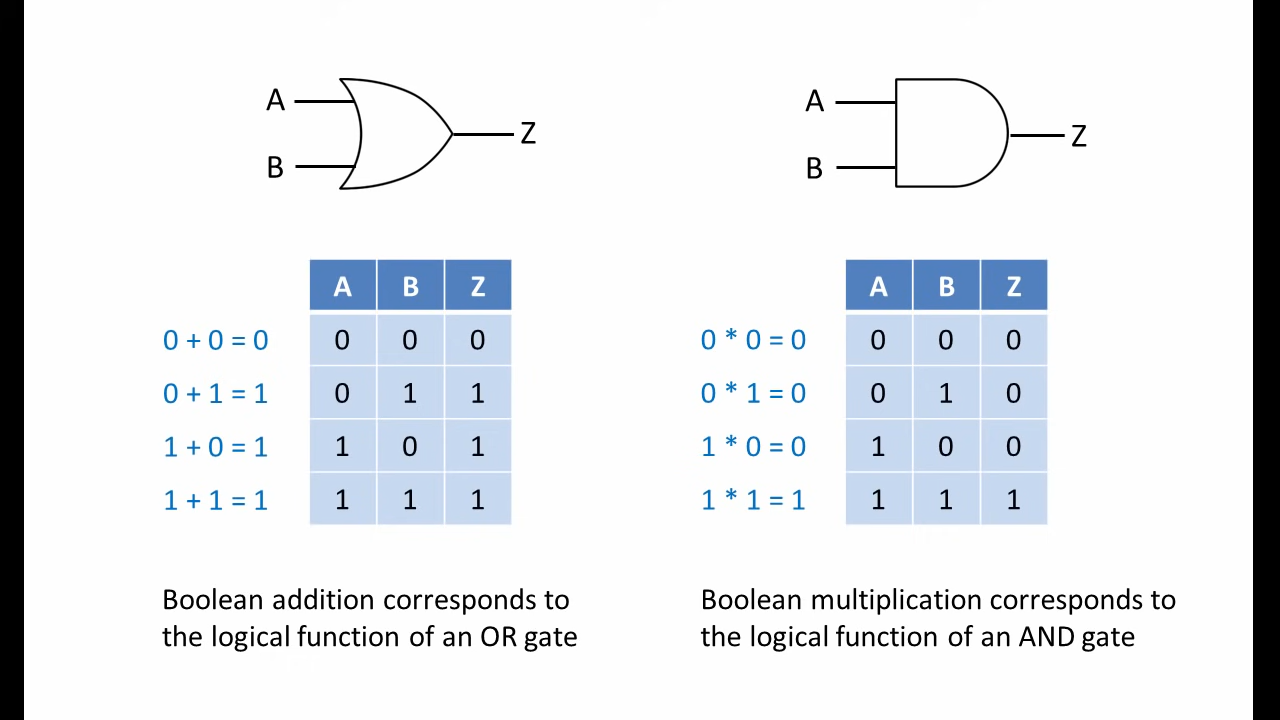 A
B
Z
A B Z
0 + 0 = 0 0 0 0
0 + 1 = 1 0 1 1
1 + 0 = 1 1 0 1
1 + 1 = 1 1 1 1
Boolean addition corresponds to
the logical function of an OR gate
A
B
Z
A B Z
0 * 0 = 0 0 0 0
0 * 1 = 0 0 1 0
1 * 0 = 0 1 0 0
1 * 1 = 1 1 1 1
Boolean multiplication corresponds to
the logical function of an AND gate